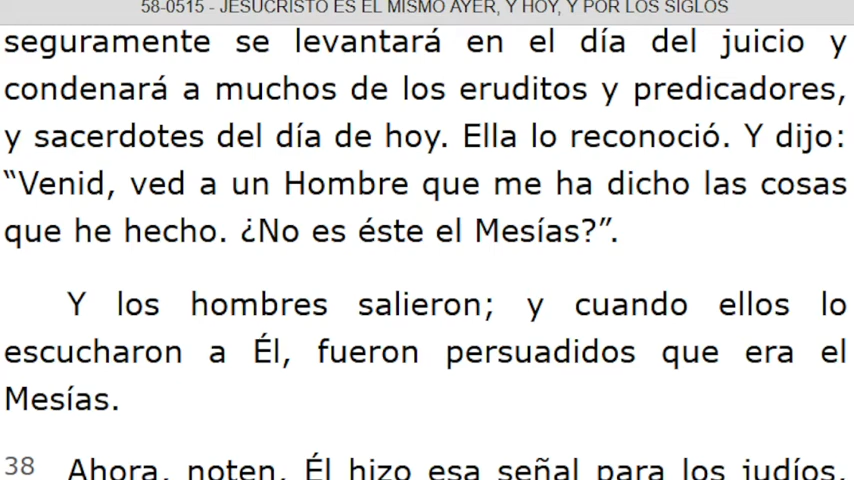 58-0515 - JESUCRISTO ES EL MISMO AYER, Y HOY, Y POR LOS SIGLOS
seguramente se levantará en el día del juicio y
condenará a muchos de los eruditos y predicadores,
y sacerdotes del día de hoy. Ella lo reconoció. Y dijo:
“Venid, ved a un Hombre que me ha dicho las cosas
que he hecho. ¿No es éste el Mesías?”.
Y los hombres salieron; y cuando ellos lo
escucharon a Él, fueron persuadidos que era el
Mesías.
38 Ahora, noten, Él hizo esa señal para los judíos,